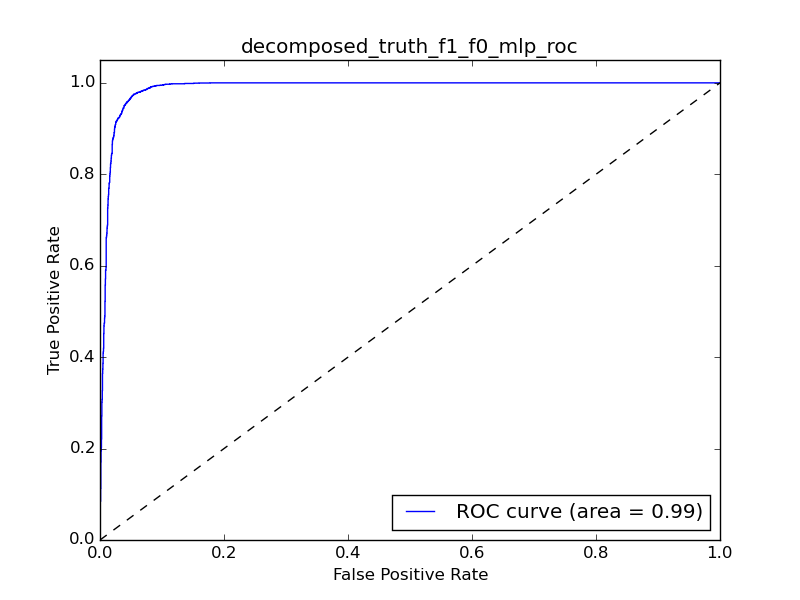 decomposed_truth_f1_f0_mlp_roc
1.0
0.8
0.6
0.4
0.2
0.0
True Positive Rate
ROC curve (area = 0.99)
0.0 0.2 0.4 0.6 0.8 1.0
False Positive Rate